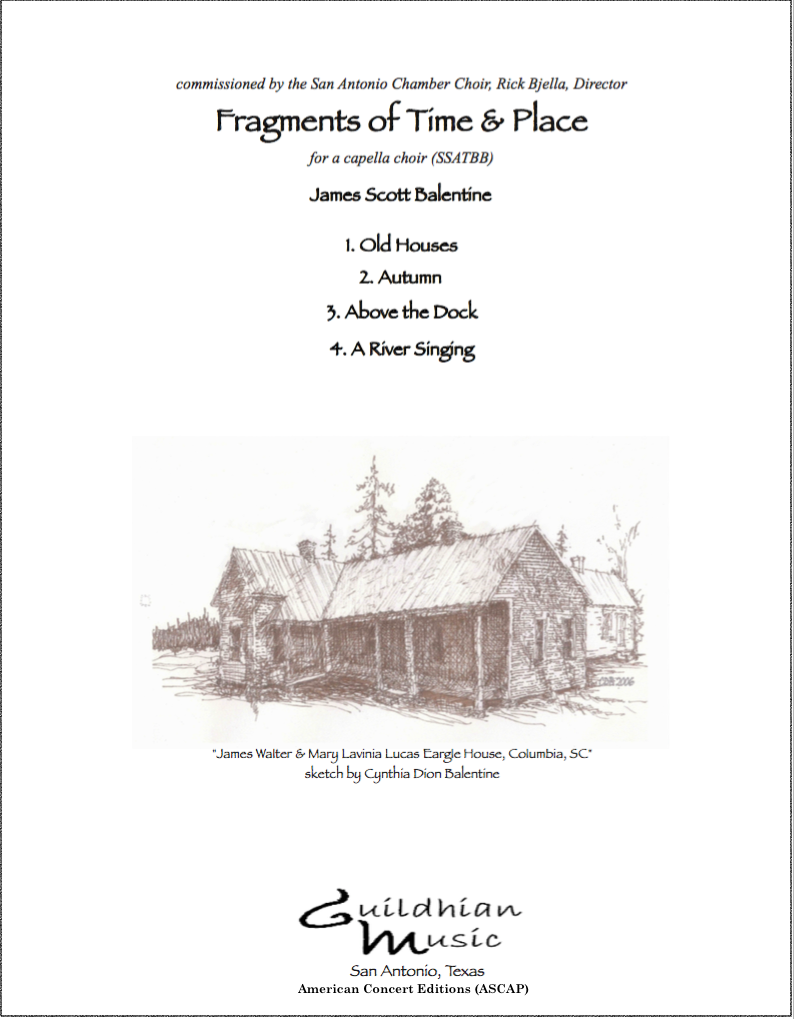 commissioned by the San Antonio Chamber Choir, Rick Bjella, Director
Fragments of Time & Place
for a capella choir (SSATBB)
James Scott Balentine
1. Old Houses
2. Autumn
3. Above the Dock
4. A River Singing
CDB2006
"James Walter & Mary Lavinia Lucas Eargle House, Columbia, SC"
sketch by Cynthia Dion Balentine
Guildhian
Music
San Antonio, Texas
American Concert Editions (ASCAP)